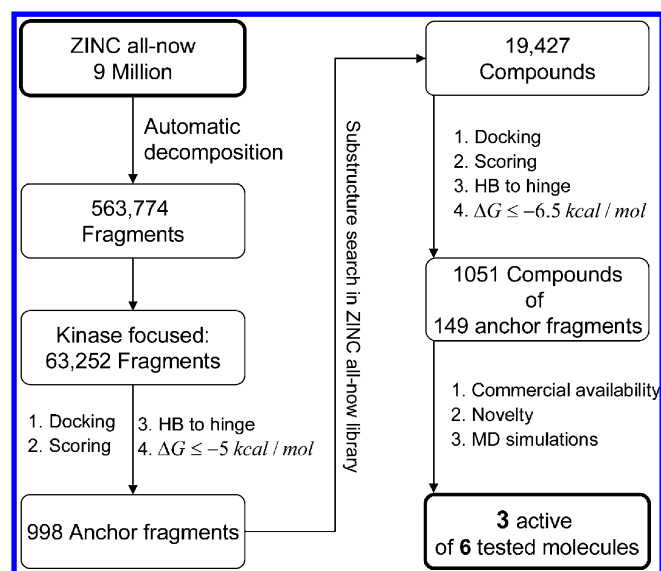 ZINC all-now
9 Million
Automatic
decomposition
563,774
Fragments
Kinase focused:
63,252 Fragments
1. Docking
2. Scoring
3. HB to hinge
4. ΔG ≤ −5 kcal / mol
998 Anchor fragments
Substructure search in ZINC all-now library
19,427
Compounds
1. Docking
2. Scoring
3. HB to hinge
4. ΔG ≤ −6.5 kcal / mol
1051 Compounds
of
149 anchor fragments
1. Commercial availability
2. Novelty
3. MD simulations
3 active
of 6 tested molecules